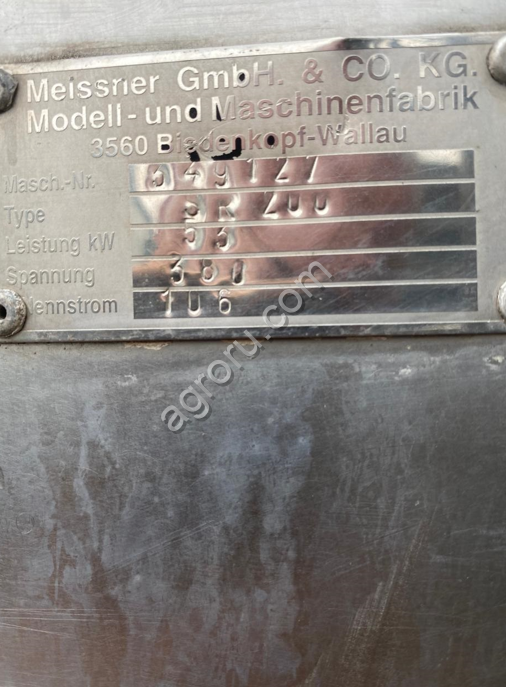 Meissner GmbH. & CO. KG.
Modell-und Maschinenfabrik
3560 Biedenkopf-Wallau
Masch.-Nr.
Type 200
Leistung kW
Spannung 380
Nennstrom 106
agroru.com